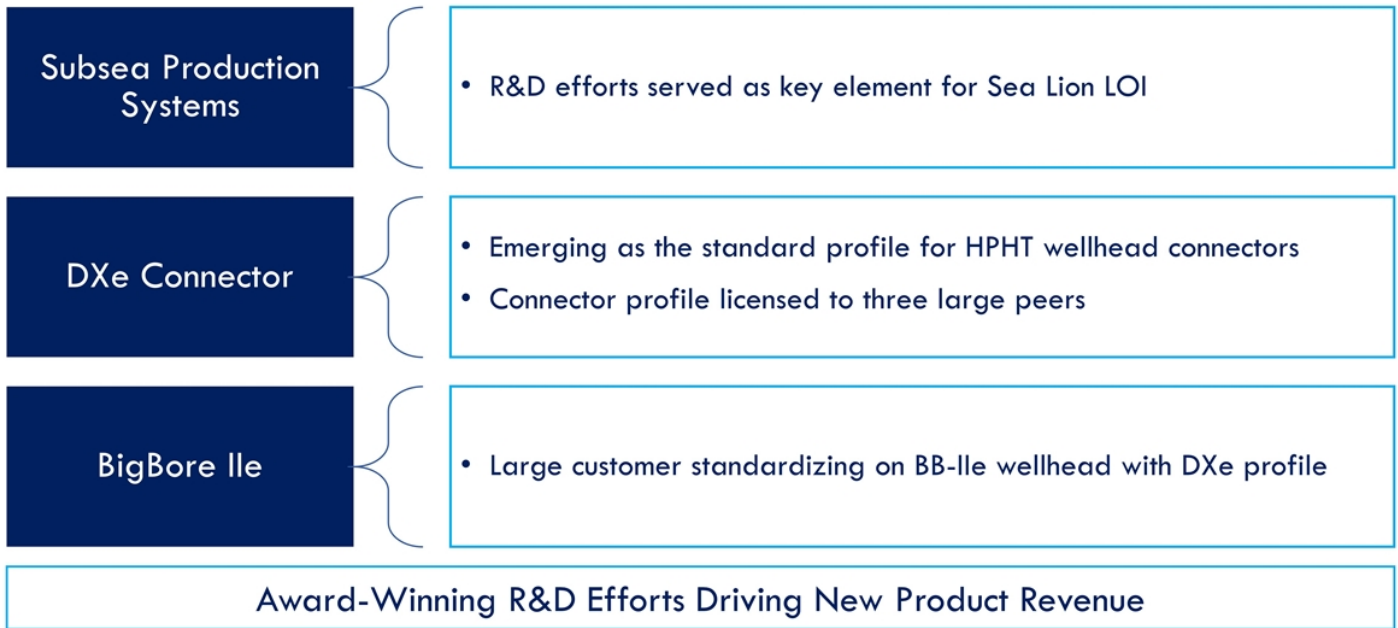 Subsea Production
Systems
• R&D efforts served as key element for Sea Lion LOI
DXe Connector
• Emerging as the standard profile for HPHT wellhead connectors
• Connector profile licensed to three large peers
BigBore IIe
• Large customer standardizing on BB-IIe wellhead with DXe profile
Award-Winning R&D Efforts Driving New Product Revenue